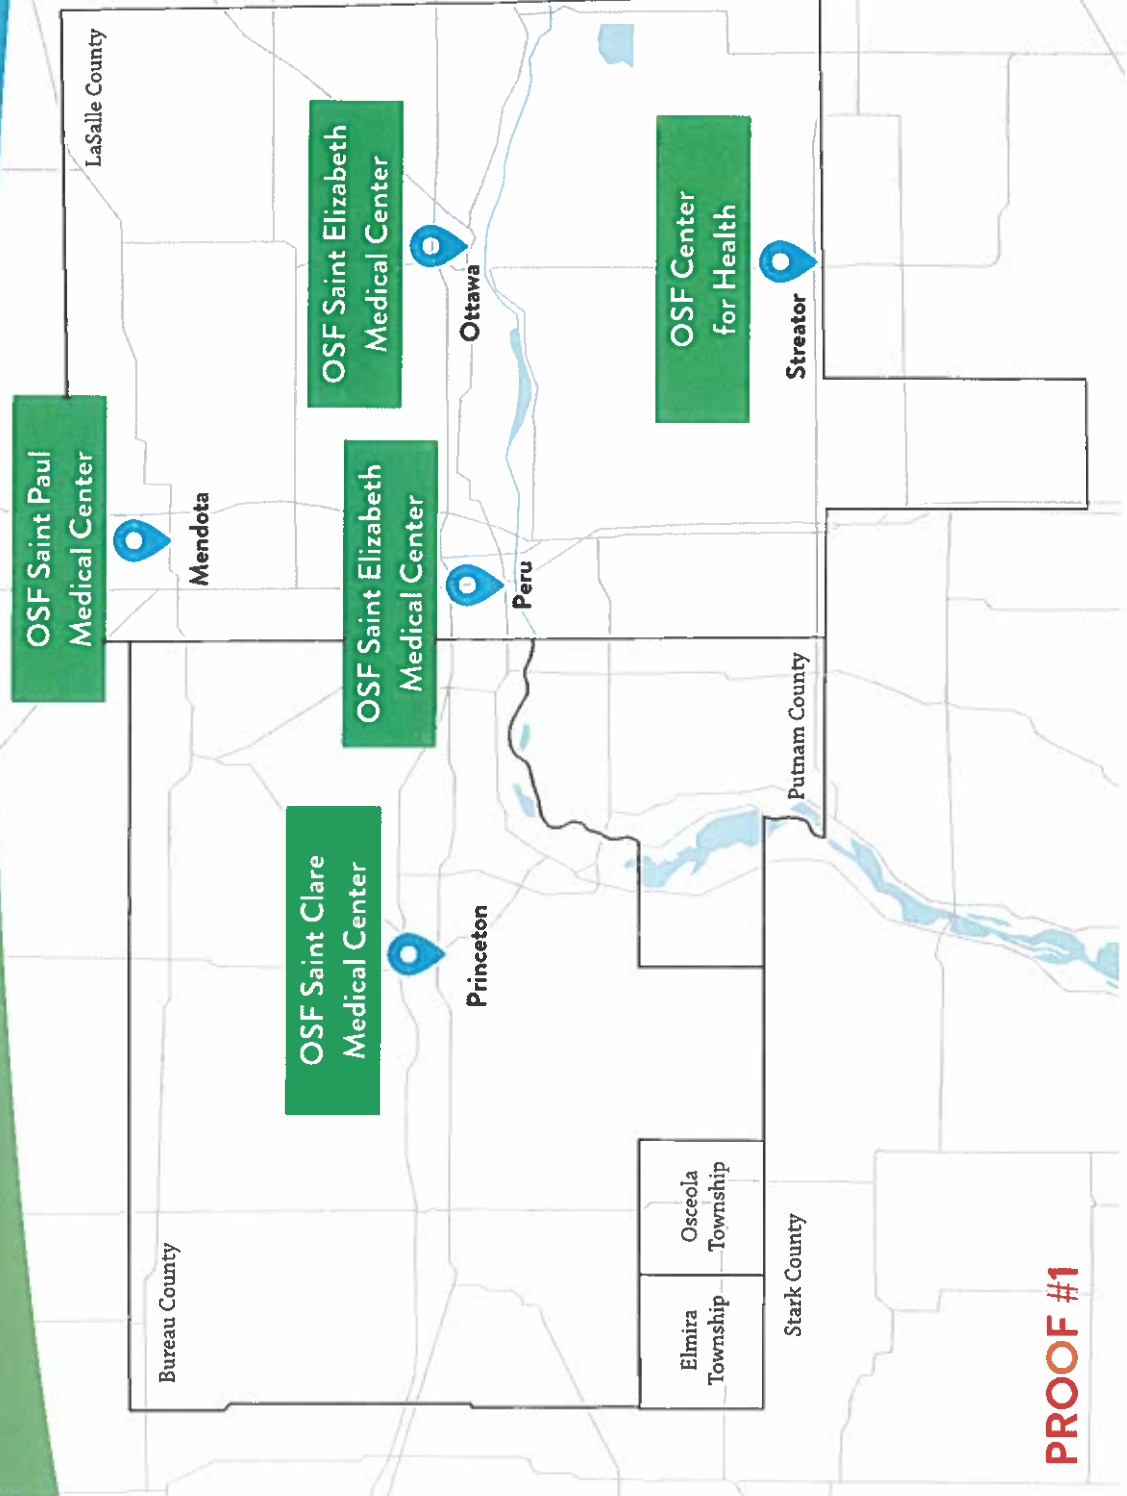 OSF Saint Paul
Medical Center
Mendota
LaSalle County
OSF Saint Elizabeth
Medical Center
Ottawa
OSF Saint Elizabeth
Medical Center
Peru
OSF Saint Clare
Medical Center
Princeton
OSF Center
for Health
Streator
Bureau County
Putnam County
Elmira
Township
Osceola
Township
Stark County
PROOF #1